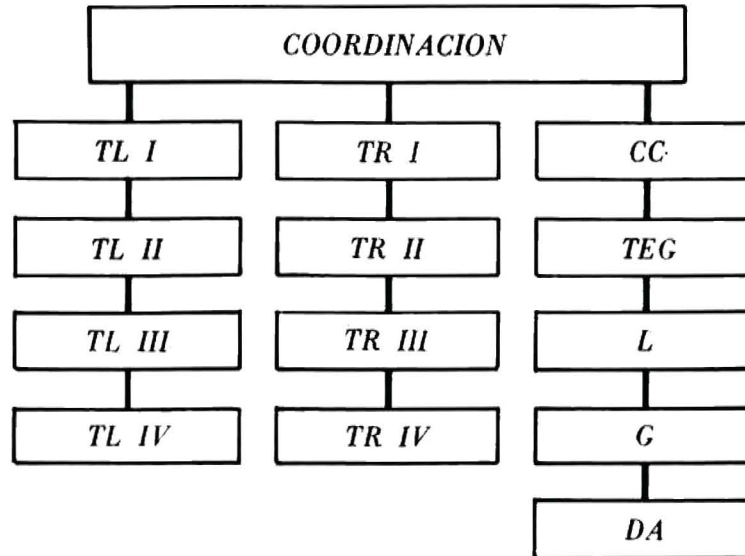 COORDINACION
TL I
TR I
CC
TL II
TR II
TEG
TL III
TR III
L
TL IV
TR IV
G
DA